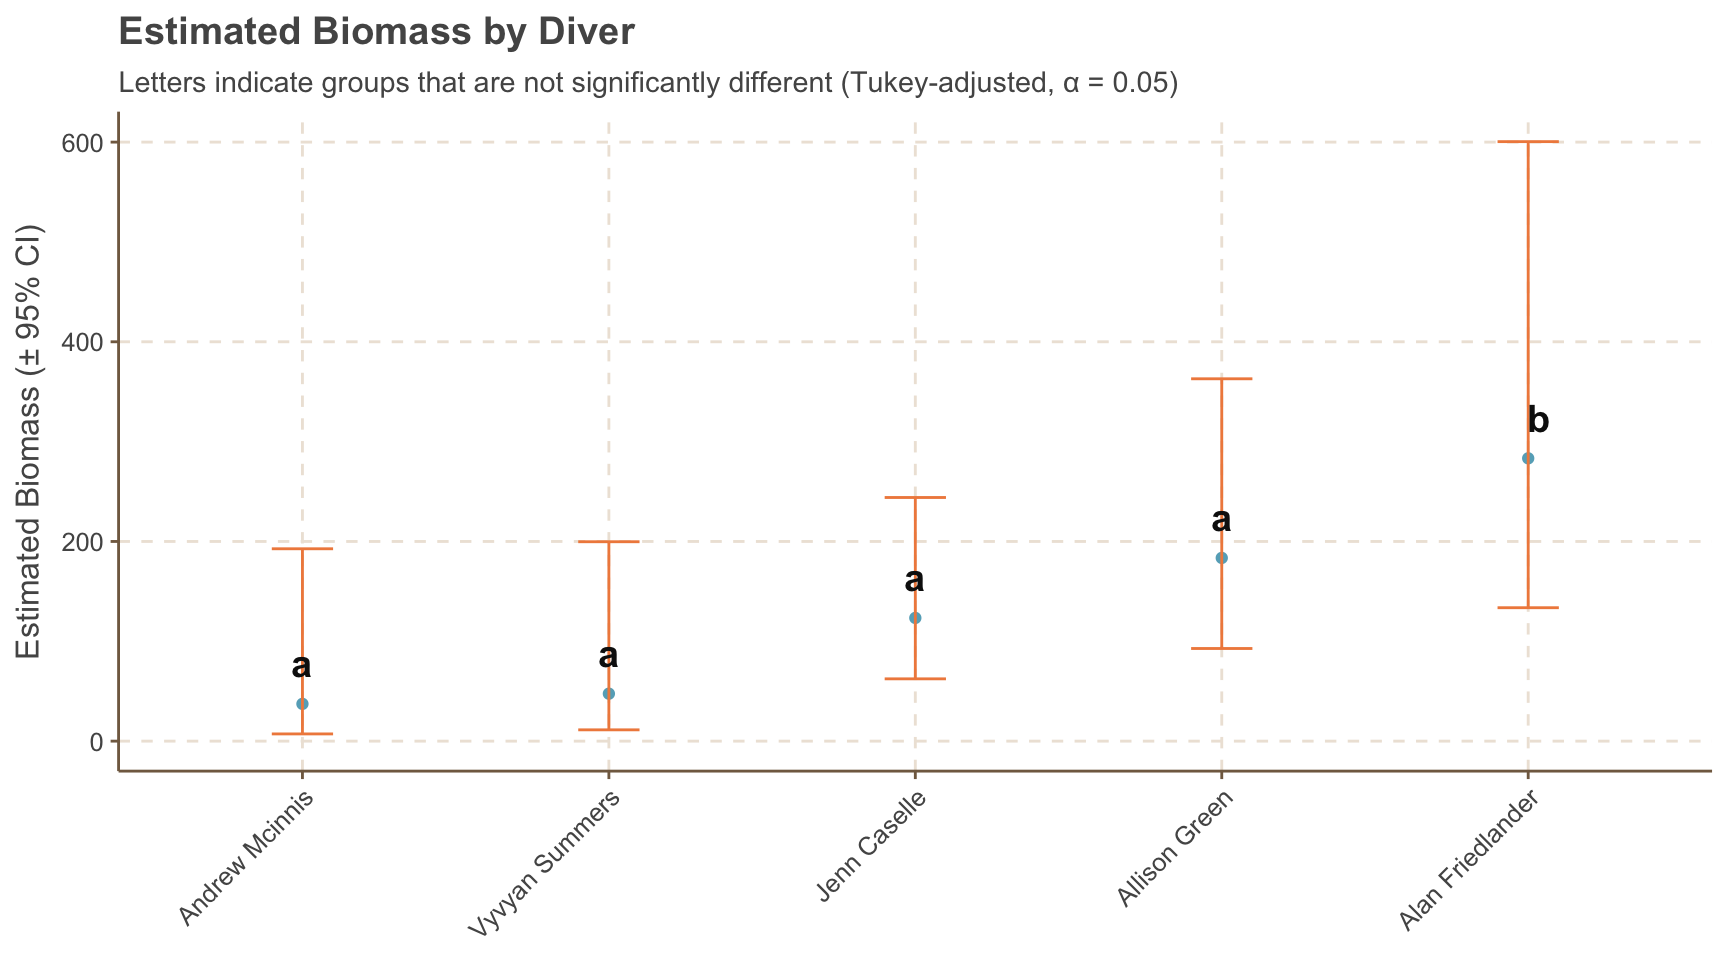 Estimated Biomass by Diver
Letters indicate groups that are not significantly different (Tukey-adjusted, α = 0.05)
Estimated Biomass (± 95% CI)
600
400
200
0
a
a
a
a
b
Andrew Mcinnis
Vyvyan Summers
Jenn Caselle
Allison Green
Alan Friedlander